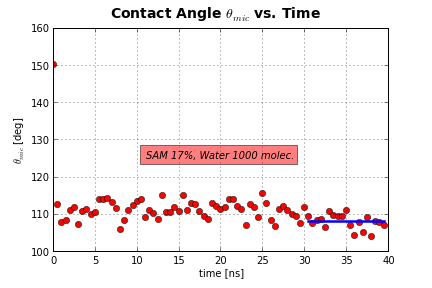 Contact Angle θmic vs. Time
160
150
140
130
120
110
100
θmic [deg]
SAM 17%, Water 1000 molec.
0 5 10 15 20 25 30 35 40
time [ns]